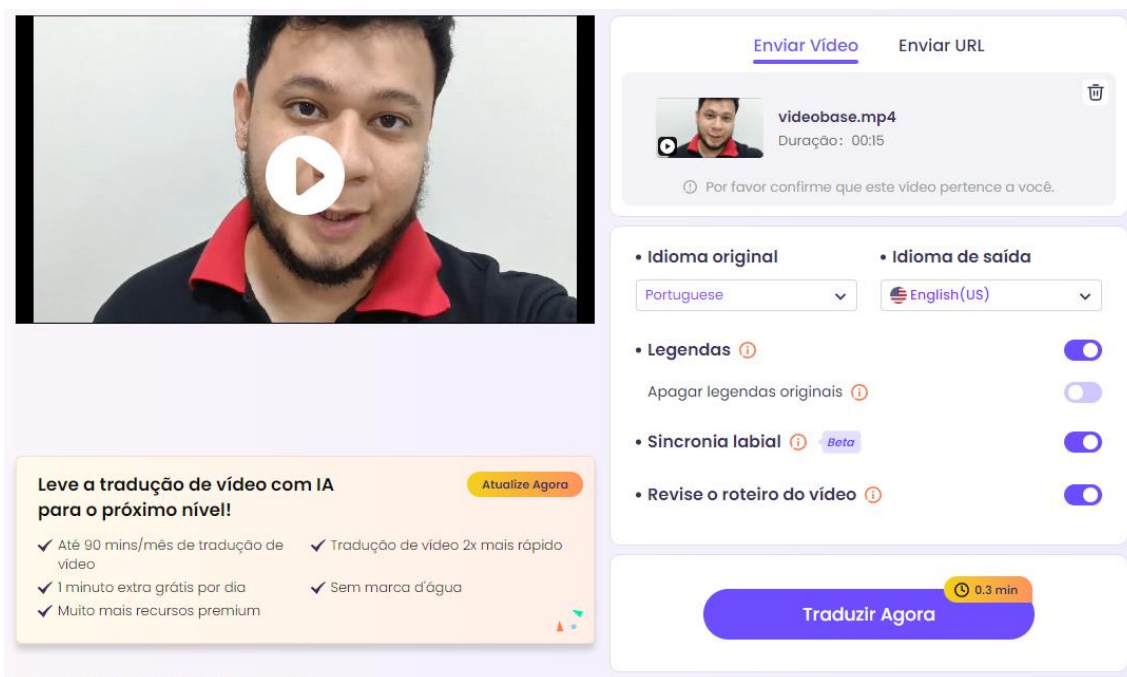 Enviar Vídeo
Enviar URL
videobase.mp4
Duração: 00:15
Por favor confirme que este vídeo pertence a você.
• Idioma original
• Idioma de saída
Portuguese
English(US)
• Legendas
Apagar legendas originais
• Sincronia labial
Beta
• Revise o roteiro do vídeo
Leve a tradução de vídeo com IA
para o próximo nível!
Atualize Agora
Até 90 mins/mês de tradução de
vídeo
Tradução de vídeo 2x mais rápido
1 minuto extra grátis por dia
Sem marca d'água
Muito mais recursos premium
0.3 min
Traduzir Agora